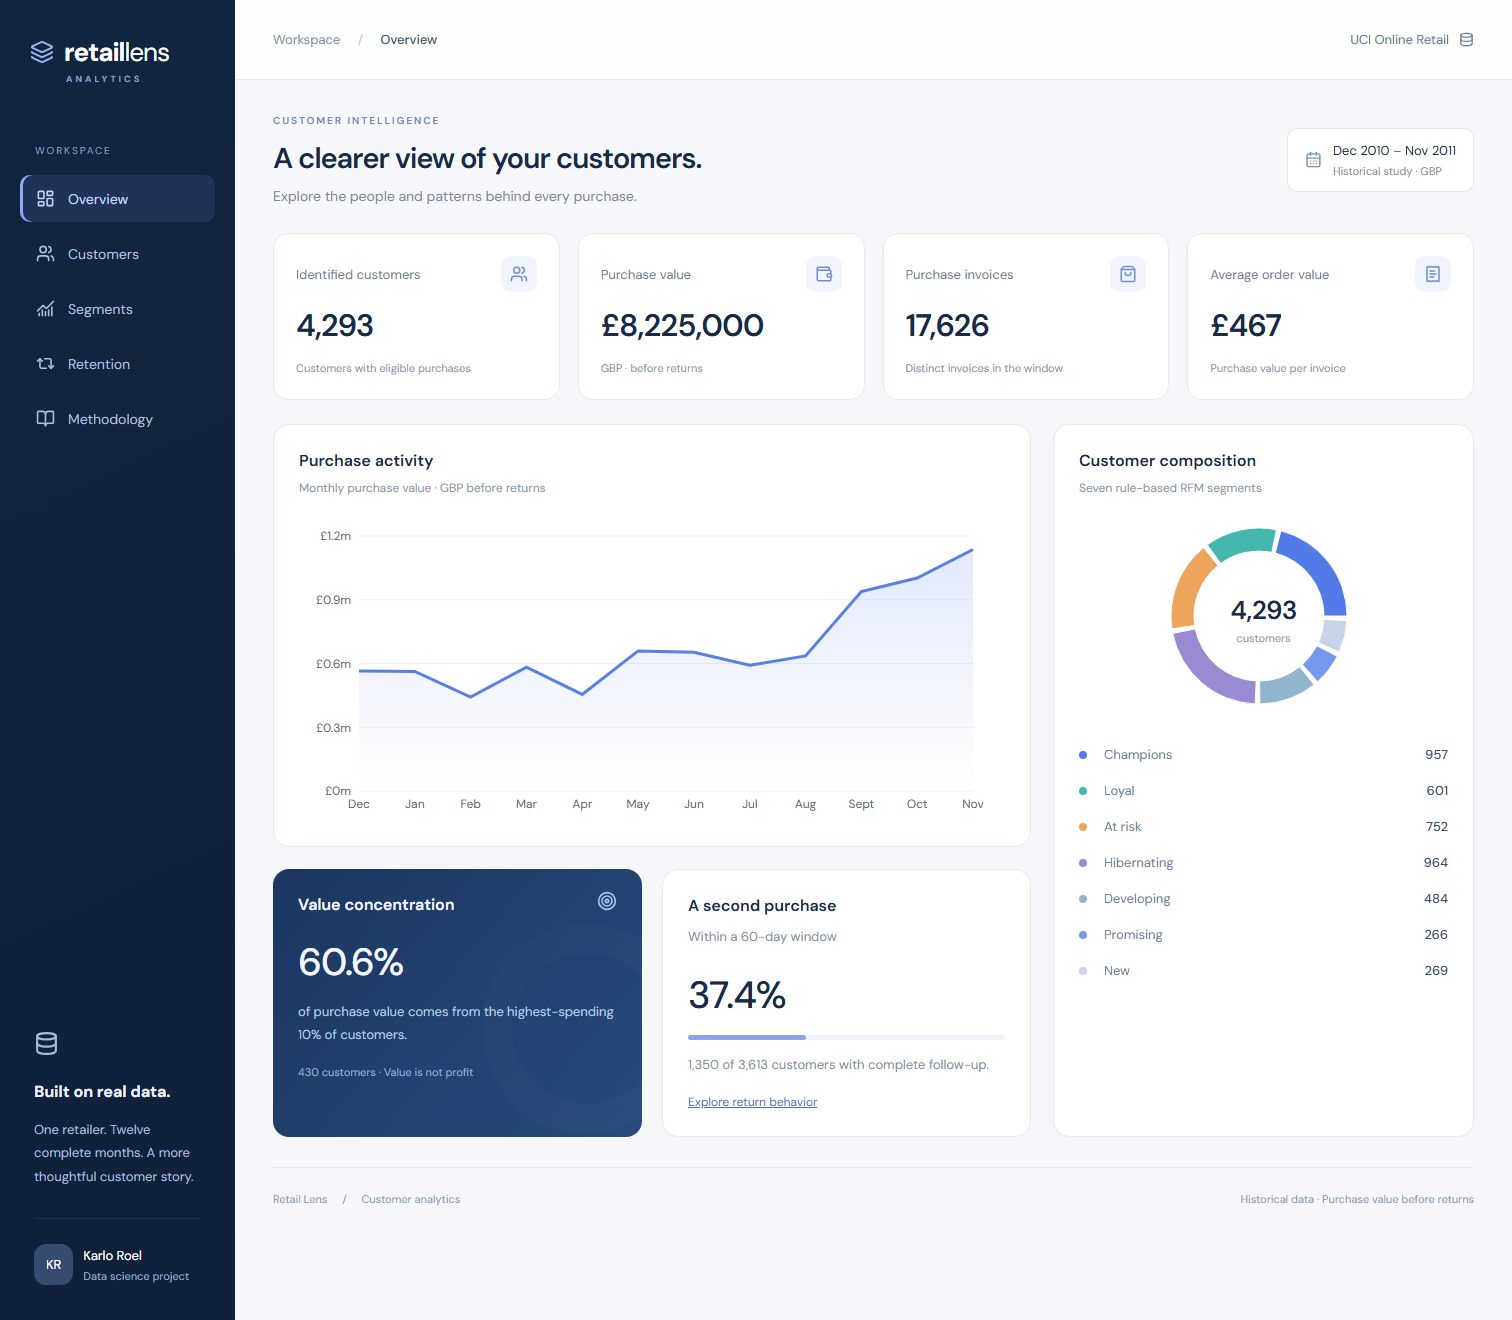 retaillens
ANALYTICS
WORKSPACE
Overview
Customers
Segments
Retention
Methodology
Built on real data.
One retailer. Twelve
complete months. A more
thoughtful customer story.
KR
Karlo Roel
Data science project
Workspace / Overview
UCI Online Retail
CUSTOMER INTELLIGENCE
A clearer view of your customers.
Explore the people and patterns behind every purchase.
Dec 2010 – Nov 2011
Historical study · GBP
Identified customers
4,293
Customers with eligible purchases
Purchase value
£8,225,000
GBP · before returns
Purchase invoices
17,626
Distinct invoices in the window
Average order value
£467
Purchase value per invoice
Purchase activity
Monthly purchase value · GBP before returns
£1.2m
£0.9m
£0.6m
£0.3m
£0m
Dec Jan Feb Mar Apr May Jun Jul Aug Sept Oct Nov
Customer composition
Seven rule-based RFM segments
4,293
customers
Champions 957
Loyal 601
At risk 752
Hibernating 964
Developing 484
Promising 266
New 269
Value concentration
60.6%
of purchase value comes from the highest-spending
10% of customers.
430 customers · Value is not profit
A second purchase
Within a 60-day window
37.4%
1,350 of 3,613 customers with complete follow-up.
Explore return behavior
Retail Lens / Customer analytics
Historical data · Purchase value before returns